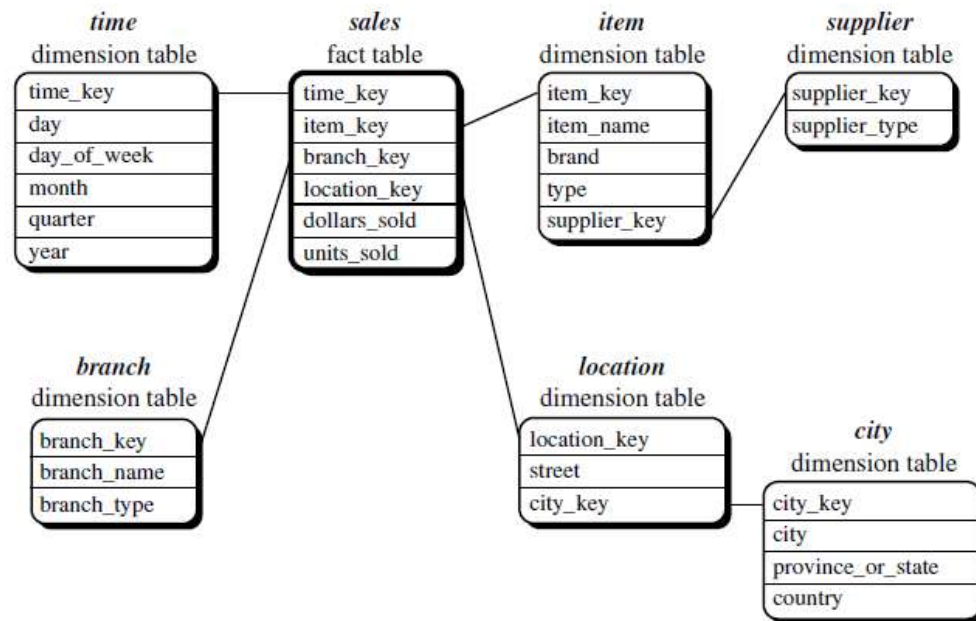 time
dimension table
time_key
day
day_of_week
month
quarter
year
sales
fact table
time_key
item_key
branch_key
location_key
dollars_sold
units_sold
item
dimension table
item_key
item_name
brand
type
supplier_key
supplier
dimension table
supplier_key
supplier_type
branch
dimension table
branch_key
branch_name
branch_type
location
dimension table
location_key
street
city_key
city
dimension table
city_key
city
province_or_state
country